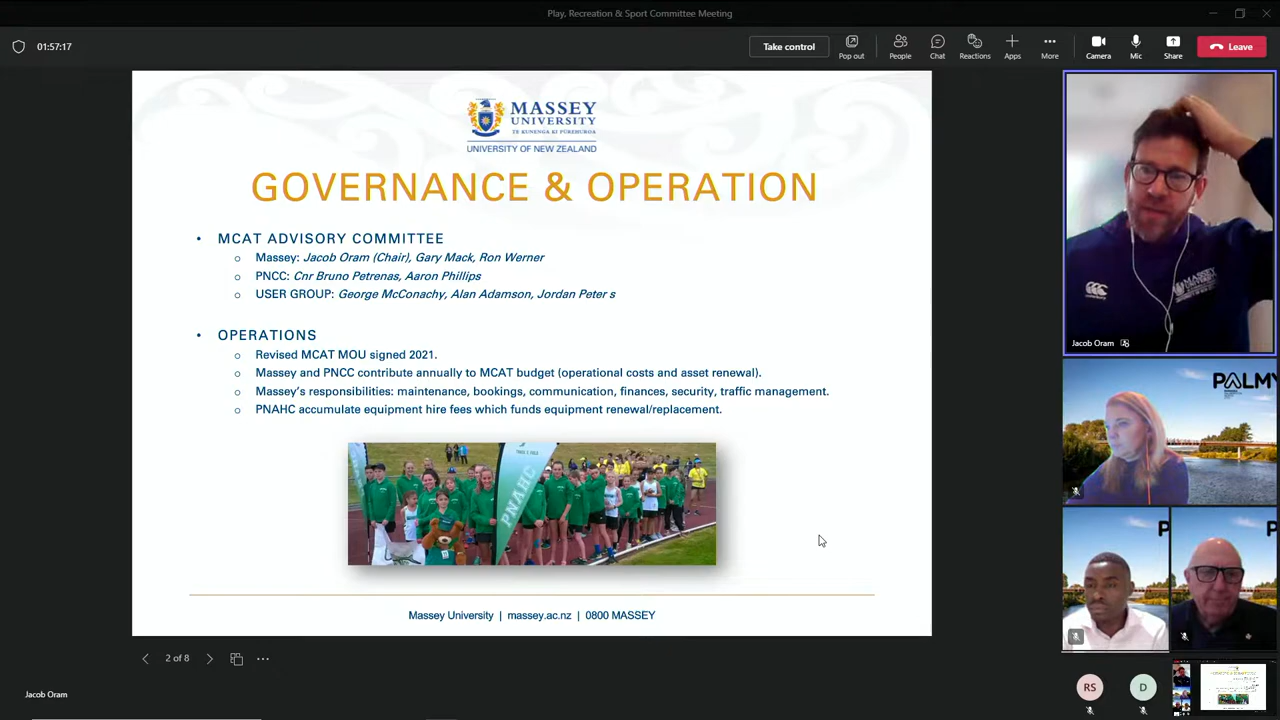 Play, Recreation & Sport Committee Meeting
01:57:17
Take control
Pop out
People
Chat
Reactions
Apps
More
Camera
Mic
Share
Leave
MASSEY
UNIVERSITY
TE KUNENGA KI PŪREHUROA
UNIVERSITY OF NEW ZEALAND
GOVERNANCE & OPERATION
• MCAT ADVISORY COMMITTEE
o Massey: Jacob Oram (Chair), Gary Mack, Ron Werner
o PNCC: Cnr Bruno Petrenas, Aaron Phillips
o USER GROUP: George McConachy, Alan Adamson, Jordan Peter s
• OPERATIONS
o Revised MCAT MOU signed 2021.
o Massey and PNCC contribute annually to MCAT budget (operational costs and asset renewal).
o Massey's responsibilities: maintenance, bookings, communication, finances, security, traffic management.
o PNAHC accumulate equipment hire fees which funds equipment renewal/replacement.
PNAHC
Massey University | massey.ac.nz | 0800 MASSEY
2 of 8
Jacob Oram
MASSEY
Jacob Oram
PALMY
P
P
RS
D